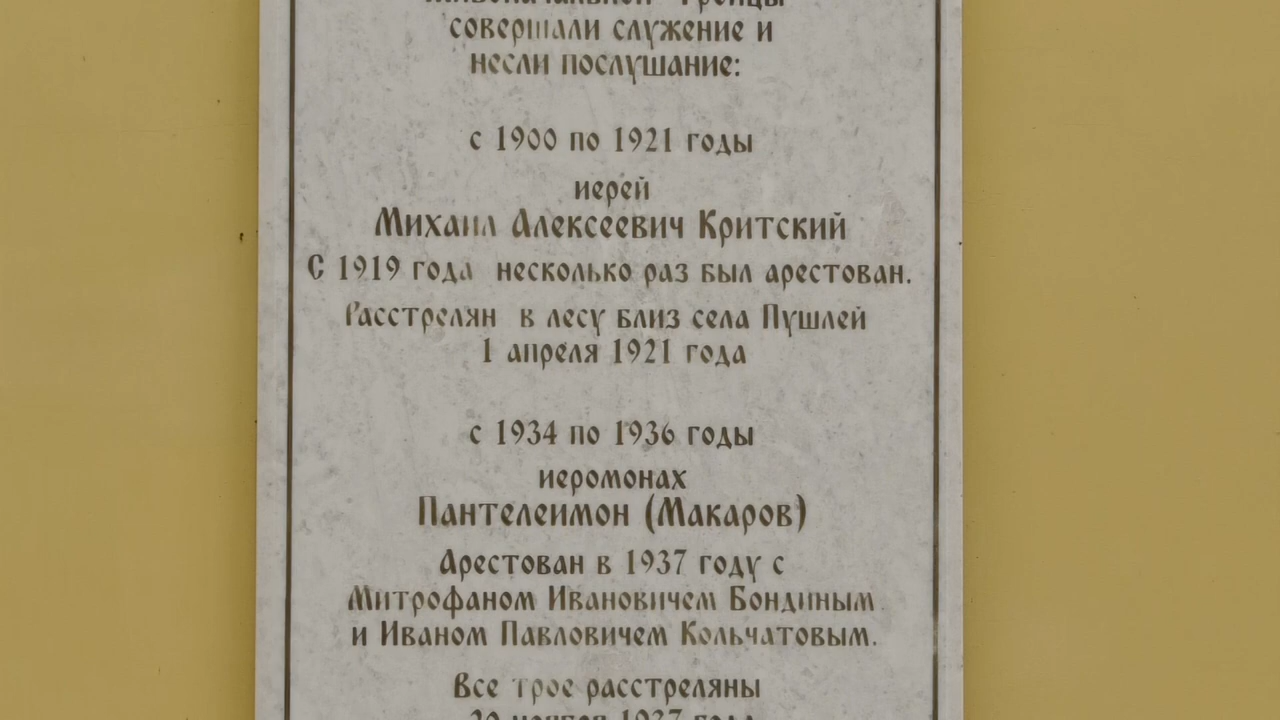 совершали служение и
несли послушание:
с 1900 по 1921 годы
иерей
Михаил Алексеевич Критский
С 1919 года несколько раз был арестован.
Расстрелян в лесу близ села Пушлей
1 апреля 1921 года
с 1934 по 1936 годы
иеромонах
Пантелеимон (Макаров)
Арестован в 1937 году с
Митрофаном Ивановичем Бондиным
и Иваном Павловичем Кольчатовым.
Все трое расстреляны